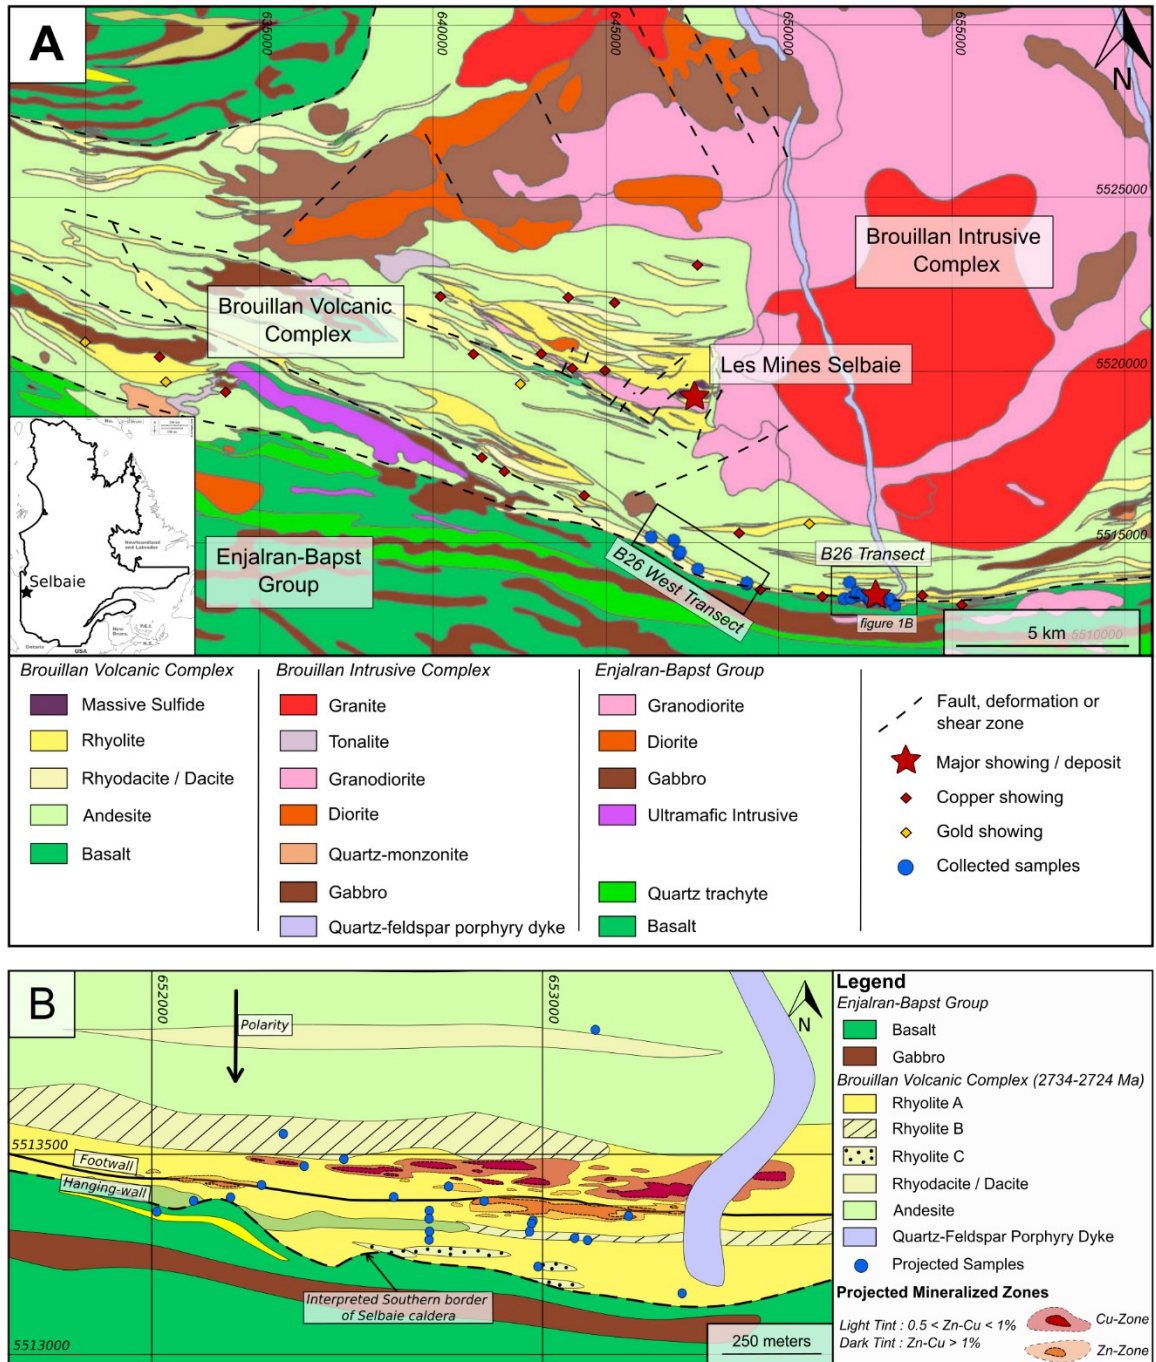 A
635000
640000
645000
650000
655000
N
5525000
Brouillan Intrusive
Complex
Brouillan Volcanic
Complex
Les Mines Selbaie
5520000
Selbaie
Newfoundland
and Labrador
Ontario
USA
P.E.I.
N.S.
5515000
B26 Transect
B26 West Transect
figure 1B
Enjalran-Bapst
Group
5 km
5510000
Brouillan Volcanic Complex
Massive Sulfide
Rhyolite
Rhyodacite / Dacite
Andesite
Basalt
Brouillan Intrusive Complex
Granite
Tonalite
Granodiorite
Diorite
Quartz-monzonite
Gabbro
Quartz-feldspar porphyry dyke
Enjalran-Bapst Group
Granodiorite
Diorite
Gabbro
Ultramafic Intrusive
Quartz trachyte
Basalt
Fault, deformation or
shear zone
Major showing / deposit
Copper showing
Gold showing
Collected samples
B
652000
653000
N
Polarity
5513500
Footwall
Hanging-wall
Interpreted Southern border
of Selbaie caldera
250 meters
5513000
Legend
Enjalran-Bapst Group
Basalt
Gabbro
Brouillan Volcanic Complex (2734-2724 Ma)
Rhyolite A
Rhyolite B
Rhyolite C
Rhyodacite / Dacite
Andesite
Quartz-Feldspar Porphyry Dyke
Projected Samples
Projected Mineralized Zones
Light Tint : 0.5 < Zn-Cu < 1%
Dark Tint : Zn-Cu > 1%
Cu-Zone
Zn-Zone